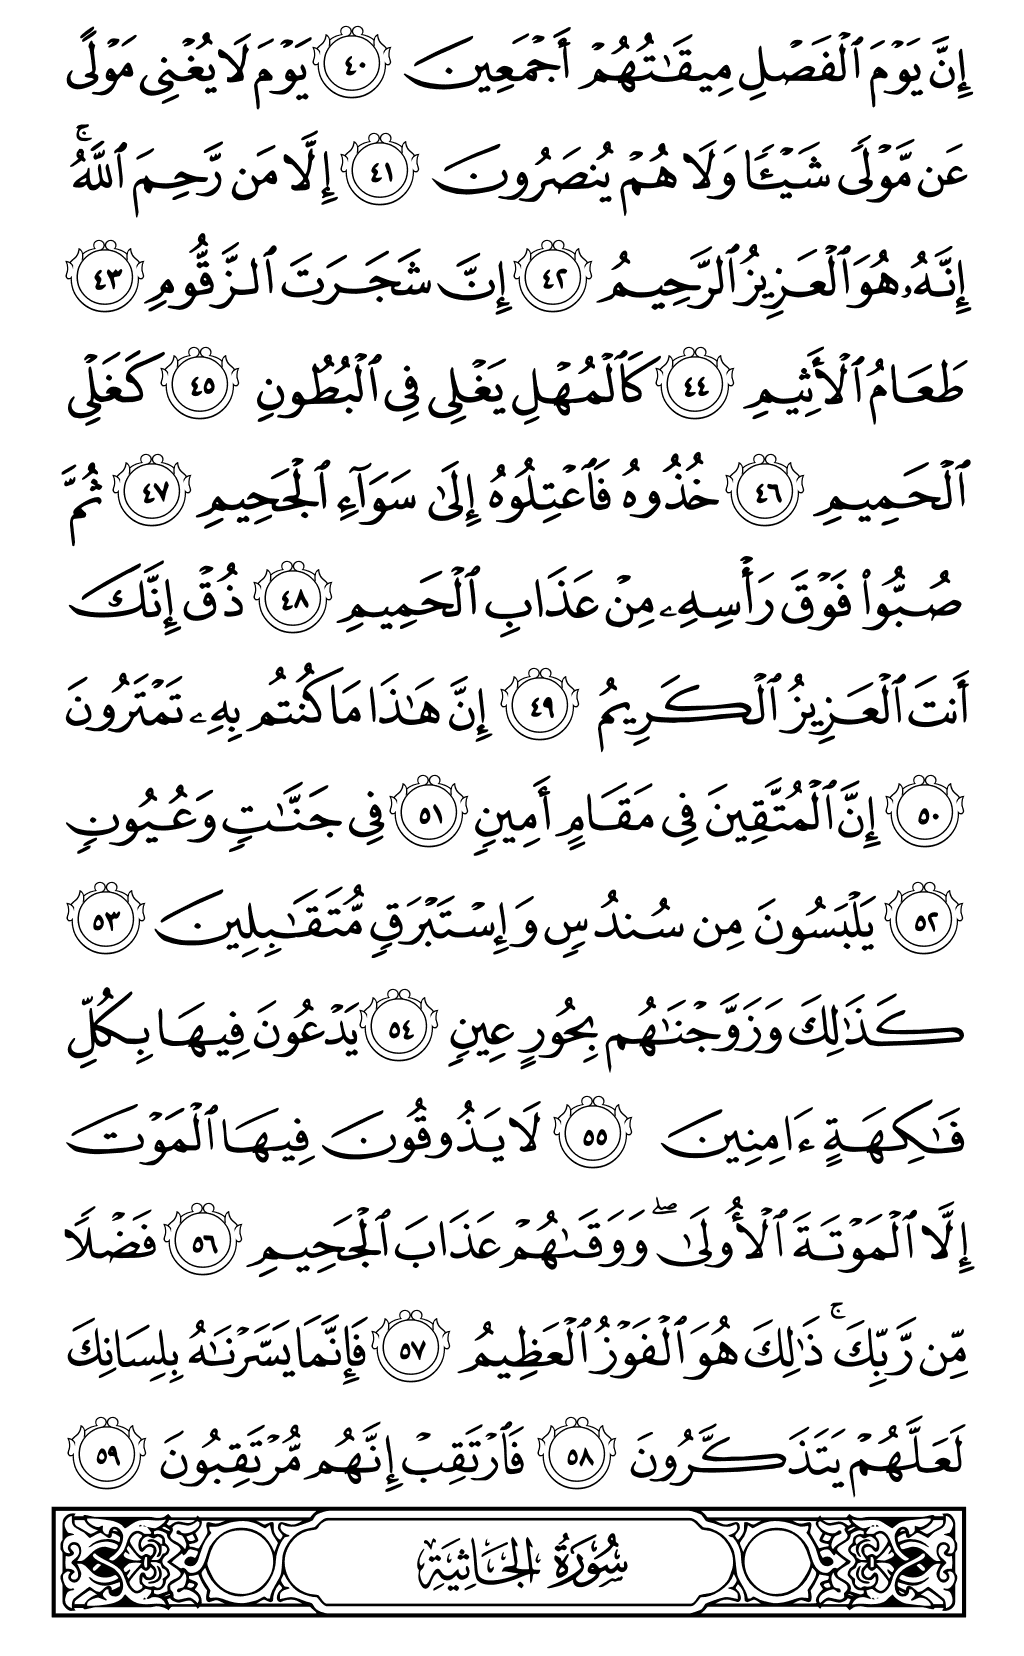 إِنَّ يَوْمَ ٱلْفَصْلِ مِيقَٰتُهُمْ أَجْمَعِينَ ٤٠ يَوْمَ لَا يُغْنِى مَوْلًى
عَن مَّوْلًى شَيْـًٔا وَلَا هُمْ يُنصَرُونَ ٤١ إِلَّا مَن رَّحِمَ ٱللَّهُ ۚ
إِنَّهُۥ هُوَ ٱلْعَزِيزُ ٱلرَّحِيمُ ٤٢ إِنَّ شَجَرَتَ ٱلزَّقُّومِ ٤٣
طَعَامُ ٱلْأَثِيمِ ٤٤ كَٱلْمُهْلِ يَغْلِى فِى ٱلْبُطُونِ ٤٥ كَغَلْىِ
ٱلْحَمِيمِ ٤٦ خُذُوهُ فَٱعْتِلُوهُ إِلَىٰ سَوَآءِ ٱلْجَحِيمِ ٤٧ ثُمَّ
صُبُّوا۟ فَوْقَ رَأْسِهِۦ مِنْ عَذَابِ ٱلْحَمِيمِ ٤٨ ذُقْ إِنَّكَ
أَنتَ ٱلْعَزِيزُ ٱلْكَرِيمُ ٤٩ إِنَّ هَٰذَا مَا كُنتُم بِهِۦ تَمْتَرُونَ
٥٠ إِنَّ ٱلْمُتَّقِينَ فِى مَقَامٍ أَمِينٍ ٥١ فِى جَنَّٰتٍ وَعُيُونٍ
٥٢ يَلْبَسُونَ مِن سُندُسٍ وَإِسْتَبْرَقٍ مُّتَقَٰبِلِينَ ٥٣
كَذَٰلِكَ وَزَوَّجْنَٰهُم بِحُورٍ عِينٍ ٥٤ يَدْعُونَ فِيهَا بِكُلِّ
فَٰكِهَةٍ ءَامِنِينَ ٥٥ لَا يَذُوقُونَ فِيهَا ٱلْمَوْتَ
إِلَّا ٱلْمَوْتَةَ ٱلْأُولَىٰ ۖ وَوَقَىٰهُمْ عَذَابَ ٱلْجَحِيمِ ٥٦ فَضْلًا
مِّن رَّبِّكَ ۚ ذَٰلِكَ هُوَ ٱلْفَوْزُ ٱلْعَظِيمُ ٥٧ فَإِنَّمَا يَسَّرْنَٰهُ بِلِسَانِكَ
لَعَلَّهُمْ يَتَذَكَّرُونَ ٥٨ فَٱرْتَقِبْ إِنَّهُم مُّرْتَقِبُونَ ٥٩
سُورَةُ الجَاثِيَةِ